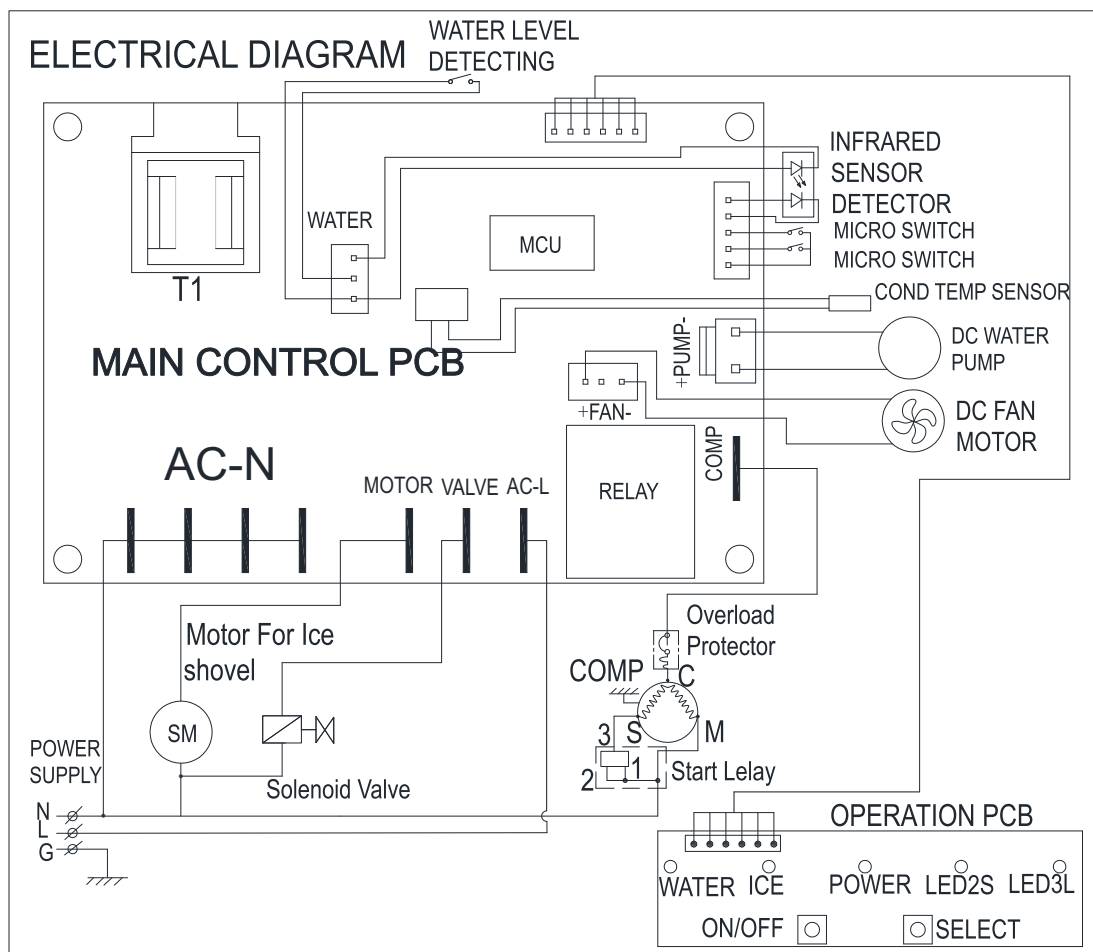 ELECTRICAL DIAGRAM
WATER LEVEL
DETECTING
INFRARED
SENSOR
DETECTOR
MICRO SWITCH
MICRO SWITCH
WATER
MCU
T1
COND TEMP SENSOR
MAIN CONTROL PCB
+PUMP-
DC WATER
PUMP
+FAN-
DC FAN
MOTOR
AC-N
MOTOR
VALVE
AC-L
RELAY
COMP
Motor For Ice
shovel
Overload
Protector
COMP
C
SM
3
S
M
POWER
SUPPLY
2
1
Start Lelay
Solenoid Valve
N
L
G
OPERATION PCB
WATER
ICE
POWER
LED2S
LED3L
ON/OFF
SELECT